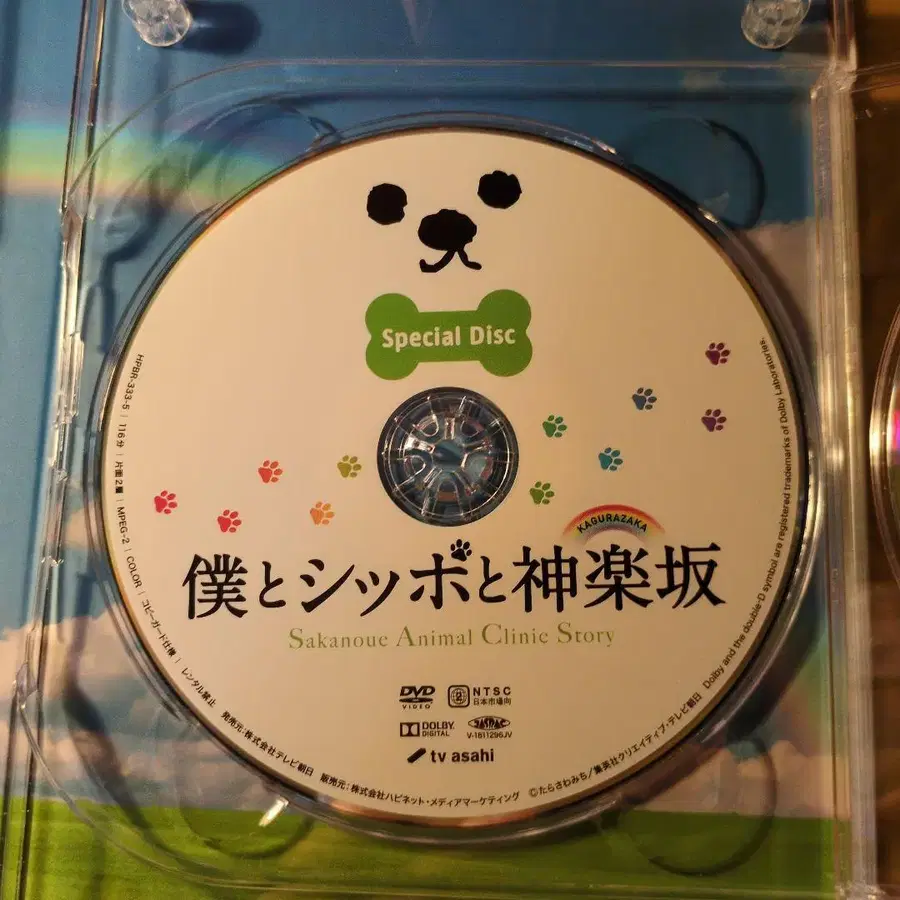 Special Disc
KAGURAZAKA
僕とシッポと神楽坂
Sakanoue Animal Clinic Story
DVD
VIDEO
2
NTSC
日本市場向
DOLBY
DIGITAL
JASRAC
V-1811296JV
tv asahi
HPBR-333-5 | 116分 | 片面2層 | MPEG-2 | COLOR | コピーガード仕様 | レンタル禁止
発売元:株式会社テレビ朝日 販売元:株式会社ハピネット・メディアマーケティング
©たらさわみち/集英社クリエイティブ・テレビ朝日
Dolby and the double-D symbol are registered trademarks of Dolby Laboratories.